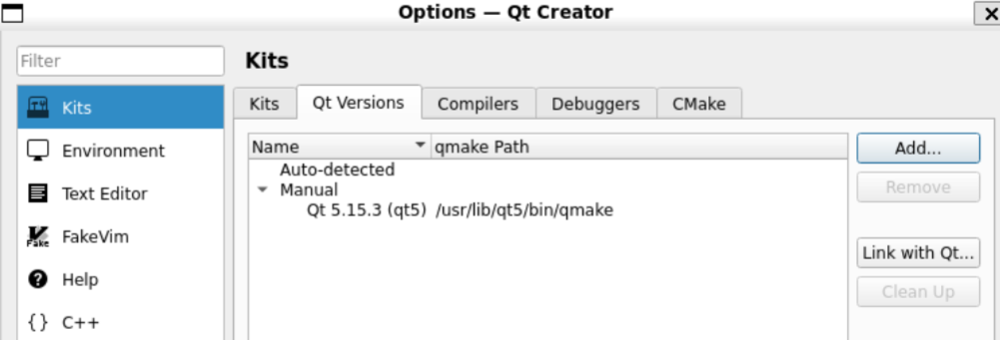 Options — Qt Creator
Filter
Kits
Environment
Text Editor
FakeVim
Help
{} C++
Kits
Kits Qt Versions Compilers Debuggers CMake
Name qmake Path
Auto-detected
Manual
Qt 5.15.3 (qt5) /usr/lib/qt5/bin/qmake
Add...
Remove
Link with Qt...
Clean Up